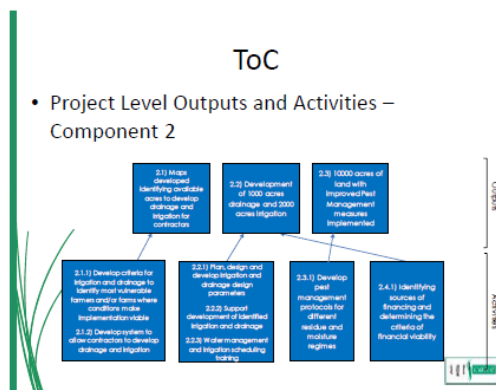 ToC
• Project Level Outputs and Activities –
Component 2
2.1) Maps
developed
identifying available
acres to develop
drainage and
irrigation for
contractors
2.2) Development
of 1000 acres
drainage and 2000
acres irrigation
2.3) 10000 acres of
land with
improved Pest
Management
measures
implemented
Outputs
2.1.1) Develop criteria for
irrigation and drainage to
identify most vulnerable
farmers and/or farms where
conditions make
implementation viable
2.1.2) Develop system to
allow contractors to develop
drainage and irrigation
2.2.1) Plan, design and
develop irrigation and
drainage design
parameters
2.2.2) Support
development of identified
irrigation and drainage
2.2.3) Water management
and irrigation scheduling
training
2.3.1) Develop
pest
management
protocols for
different
residue and
moisture
regimes
2.4.1) Identifying
sources of
financing and
determining the
criteria of
financial viability
Activities